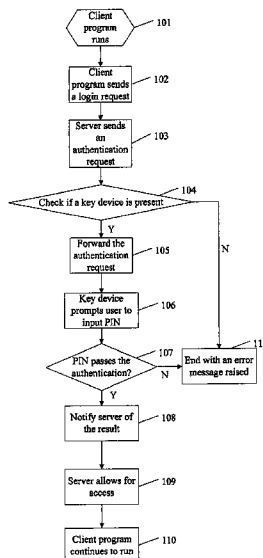 Client
program
runs
101
Client
program sends
a login request
102
Server sends
an
authentication
request
103
Check if a key device is present
104
Y
N
Forward the
authentication
request
105
Key device
prompts user to
input PIN
106
PIN passes the
authentication?
107
N
Y
End with an error
message raised
11
Notify server of
the result
108
Server allows for
access
109
Client program
continues to run
110